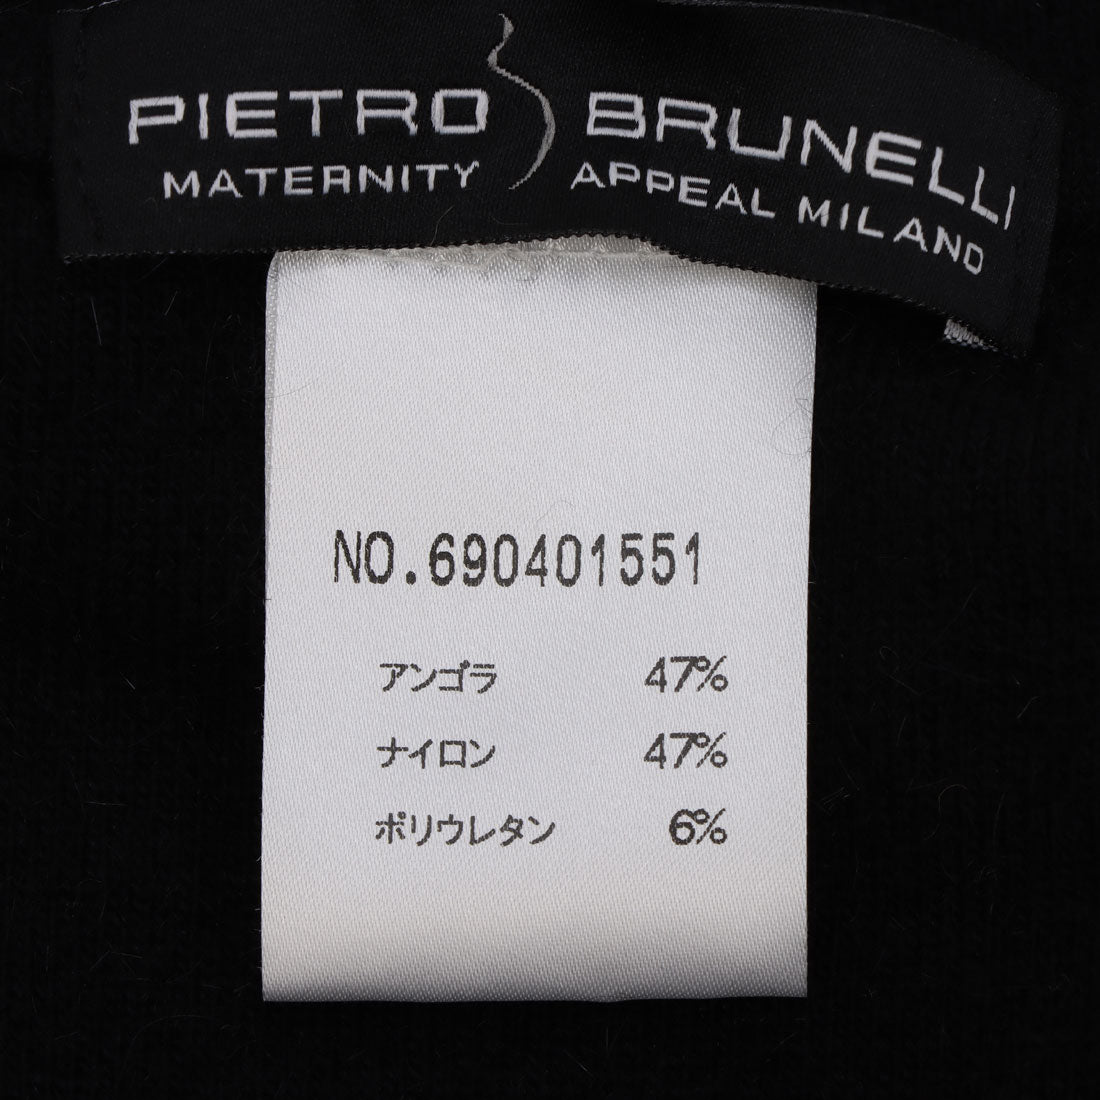 PIETRO BRUNELLI
MATERNITY APPEAL MILANO
NO.690401551
アンゴラ 47%
ナイロン 47%
ポリウレタン 6%